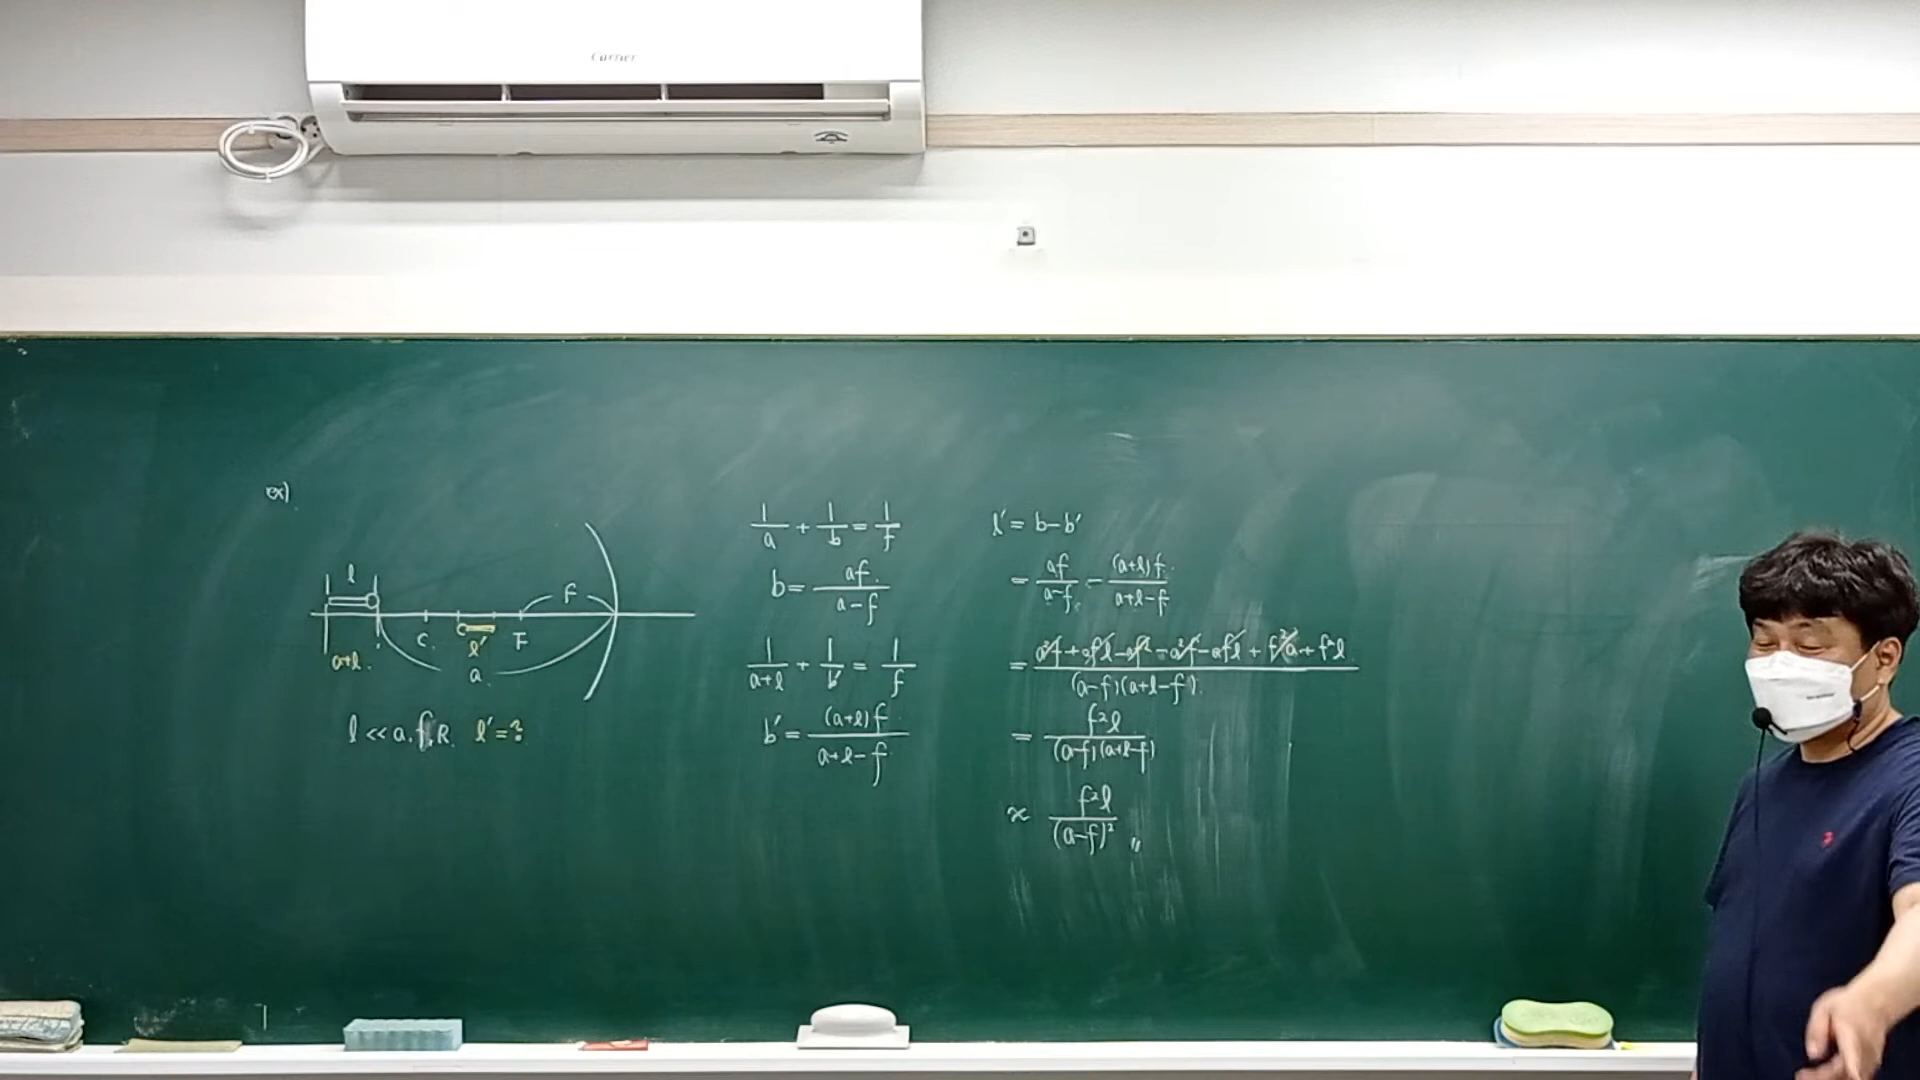 Carrier
ex)
l
F
C. l' F
a+l.
a.
l << a.f.R. l'=?
1/a + 1/b = 1/f
b = af/(a-f)
1/(a+l) + 1/b' = 1/f
b' = (a+l)f/(a+l-f)
l' = b-b'
= af/(a-f) - (a+l)f/(a+l-f)
= (a²f + afl - af² - a²f - afl + f²a + f²l)/((a-f)(a+l-f))
= f²l/((a-f)(a+l-f))
≈ f²l/(a-f)² 〃